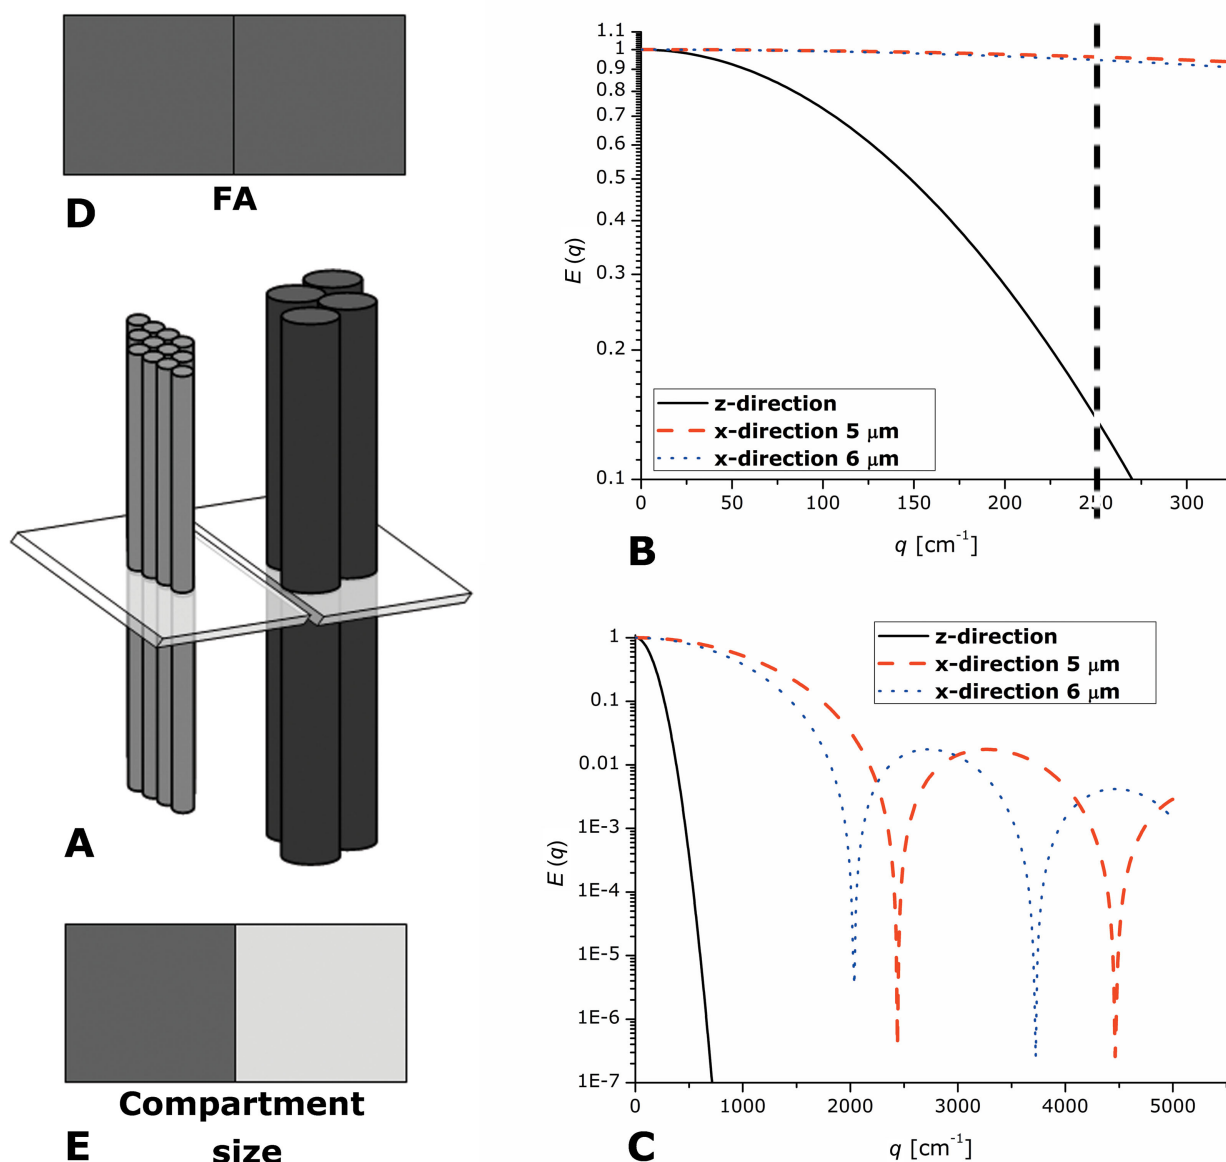 FA
D
A
Compartment
size
E
1.1
1
0.9
0.8
0.7
0.6
0.5
0.4
0.3
0.2
0.1
E (q)
z-direction
x-direction 5 μm
x-direction 6 μm
0 50 100 150 200 250 300
q [cm-1]
B
1
0.1
0.01
1E-3
1E-4
1E-5
1E-6
1E-7
E (q)
z-direction
x-direction 5 μm
x-direction 6 μm
0 1000 2000 3000 4000 5000
q [cm-1]
C